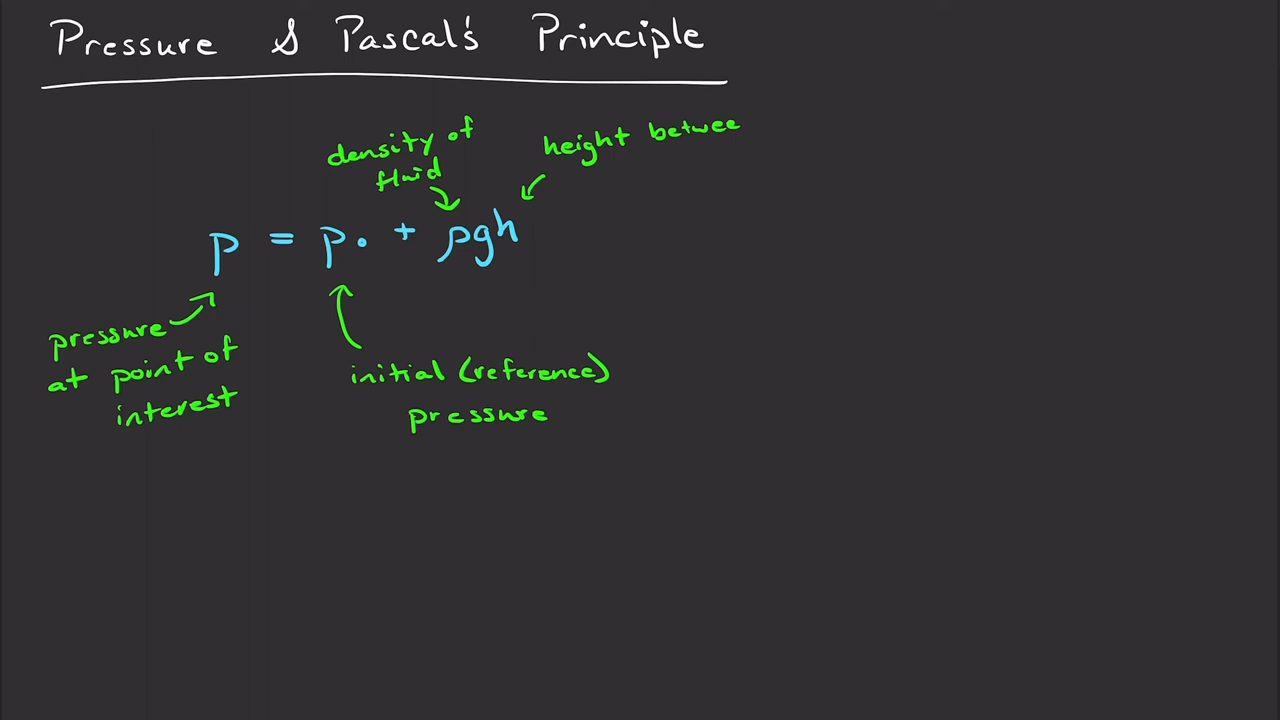 Pressure & Pascal's Principle
density of
fluid
height betwee
p = p₀ + ρgh
pressure
at point of
interest
initial (reference)
pressure